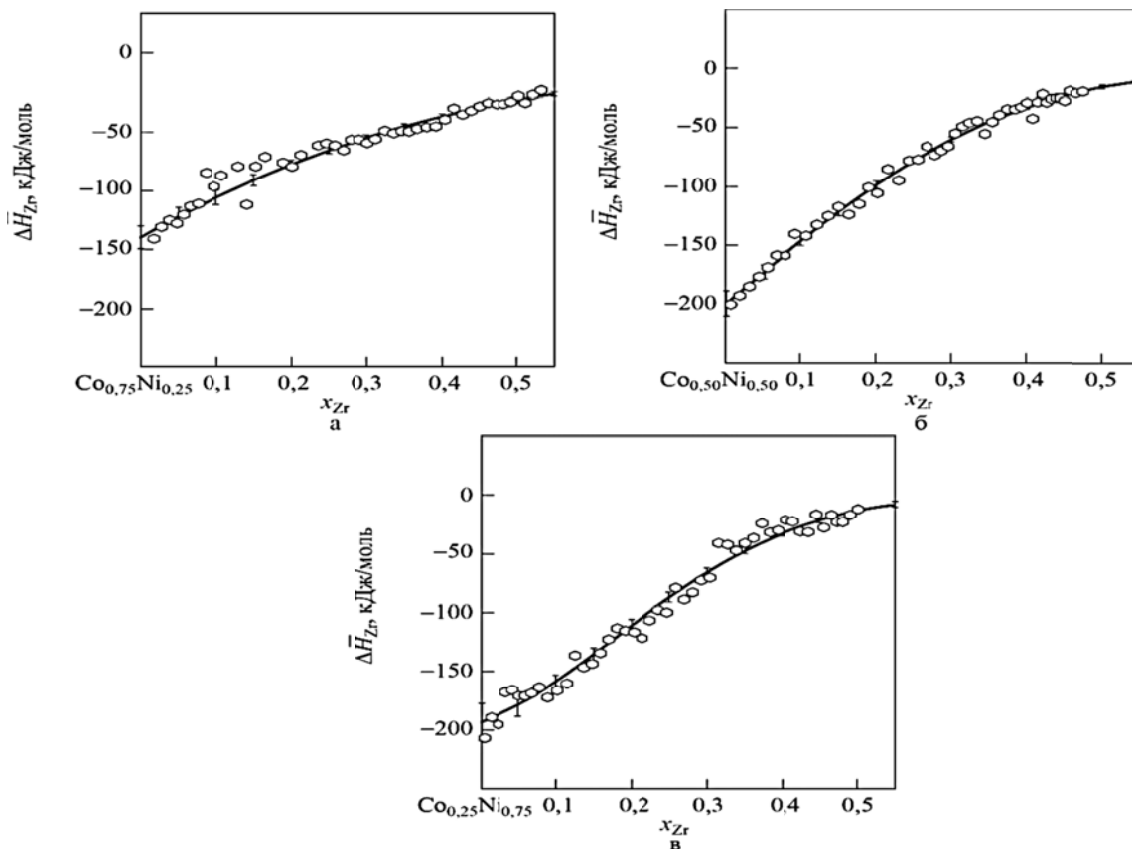 0
−50
−100
−150
−200
ΔH̅Zr, кДж/моль
Co0,75Ni0,25 0,1 0,2 0,3 0,4 0,5
xZr
а
0
−50
−100
−150
−200
ΔH̅Zr, кДж/моль
Co0,50Ni0,50 0,1 0,2 0,3 0,4 0,5
xZr
б
0
−50
−100
−150
−200
ΔH̅Zr, кДж/моль
Co0,25Ni0,75 0,1 0,2 0,3 0,4 0,5
xZr
в